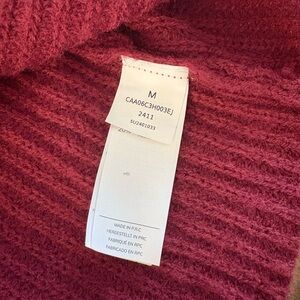 M
CAA06C3H003EJ
2411
SU2401033
MADE IN P.R.C
HERGESTELLT IN PRC
FABRIQUÉ EN RPC
FABRICADO EN RPC